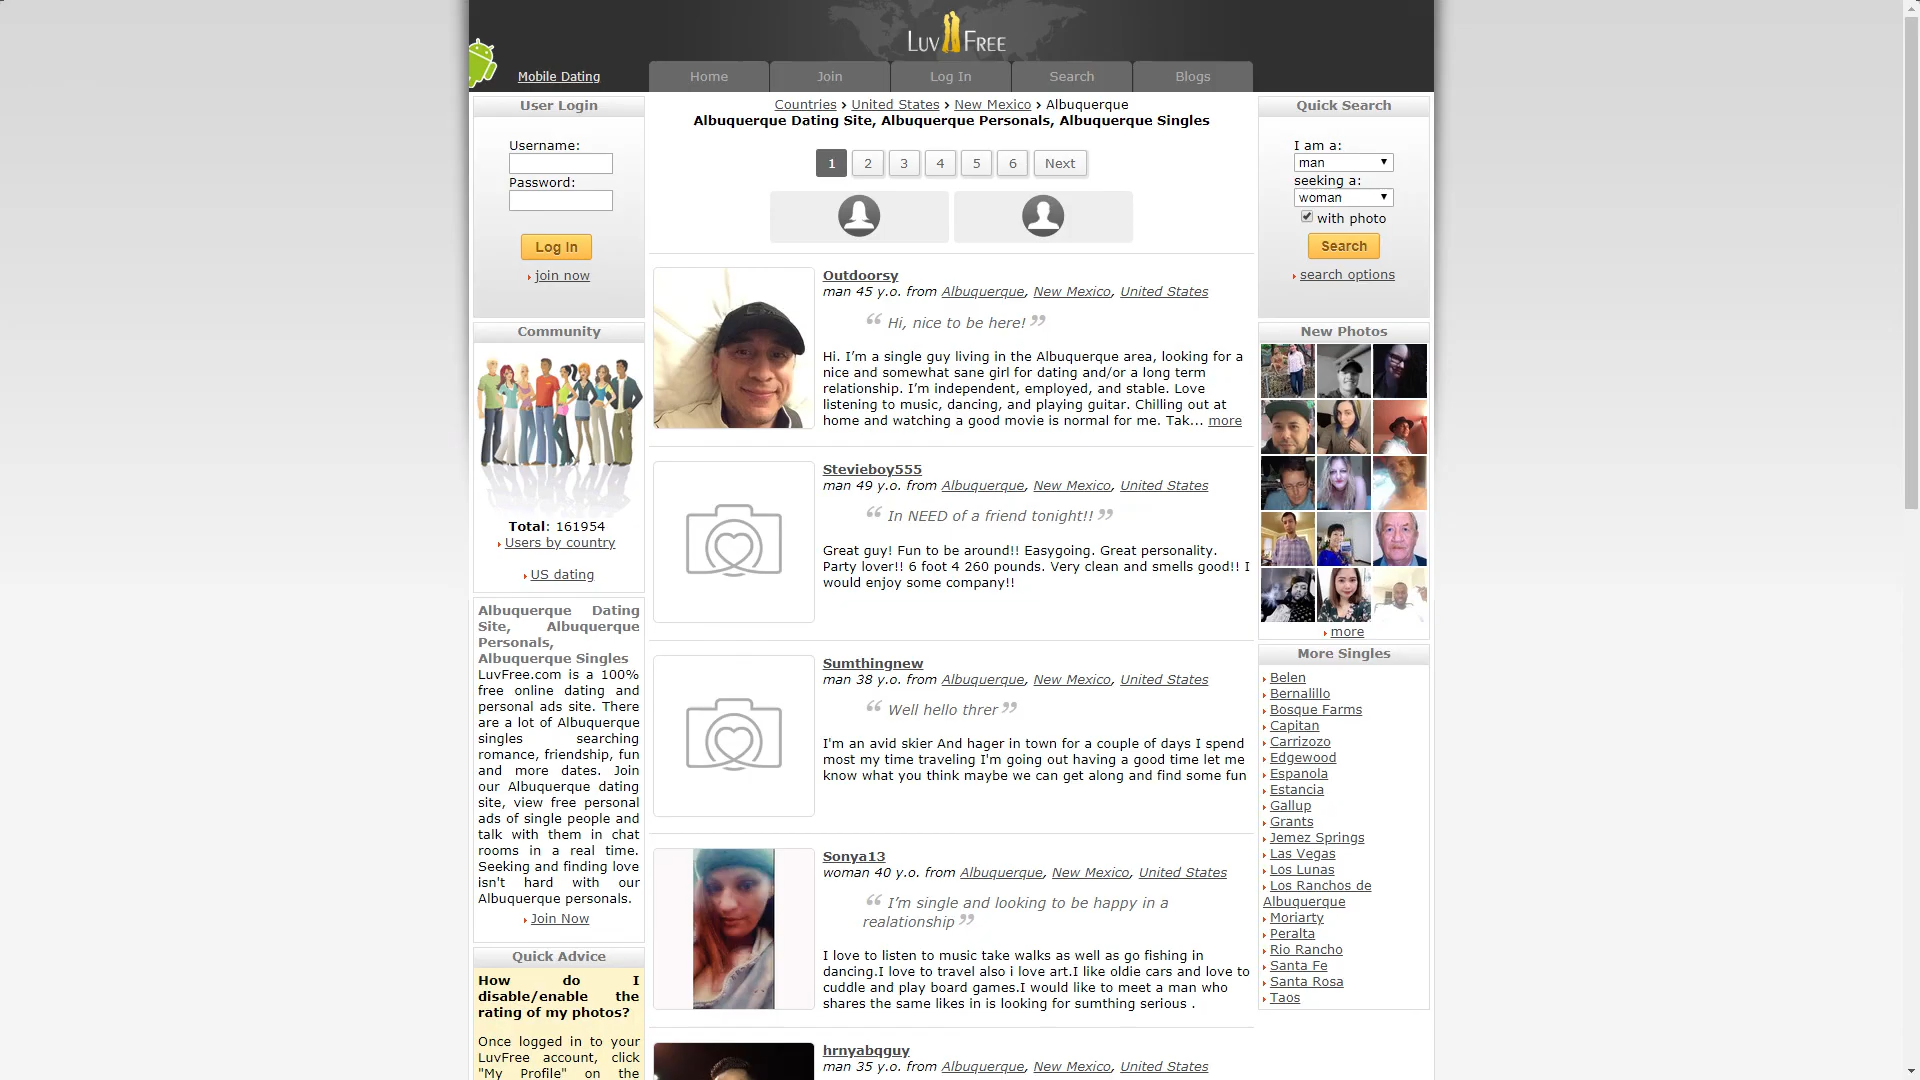 LUV FREE
Mobile Dating
Home
Join
Log In
Search
Blogs
User Login
Username:
Password:
Log In
join now
Community
Total: 161954
Users by country
US dating
Albuquerque Dating
Site, Albuquerque
Personals,
Albuquerque Singles
LuvFree.com is a 100%
free online dating and
personal ads site. There
are a lot of Albuquerque
singles searching
romance, friendship, fun
and more dates. Join
our Albuquerque dating
site, view free personal
ads of single people and
talk with them in chat
rooms in a real time.
Seeking and finding love
isn't hard with our
Albuquerque personals.
Join Now
Quick Advice
How do I
disable/enable the
rating of my photos?
Once logged in to your
LuvFree account, click
"My Profile" on the
Countries › United States › New Mexico › Albuquerque
Albuquerque Dating Site, Albuquerque Personals, Albuquerque Singles
1 2 3 4 5 6 Next
Outdoorsy
man 45 y.o. from Albuquerque, New Mexico, United States
“ Hi, nice to be here! ”
Hi. I’m a single guy living in the Albuquerque area, looking for a
nice and somewhat sane girl for dating and/or a long term
relationship. I’m independent, employed, and stable. Love
listening to music, dancing, and playing guitar. Chilling out at
home and watching a good movie is normal for me. Tak... more
Stevieboy555
man 49 y.o. from Albuquerque, New Mexico, United States
“ In NEED of a friend tonight!! ”
Great guy! Fun to be around!! Easygoing. Great personality.
Party lover!! 6 foot 4 260 pounds. Very clean and smells good!! I
would enjoy some company!!
Sumthingnew
man 38 y.o. from Albuquerque, New Mexico, United States
“ Well hello threr ”
I'm an avid skier And hager in town for a couple of days I spend
most my time traveling I'm going out having a good time let me
know what you think maybe we can get along and find some fun
Sonya13
woman 40 y.o. from Albuquerque, New Mexico, United States
“ I’m single and looking to be happy in a
realationship ”
I love to listen to music take walks as well as go fishing in
dancing.I love to travel also i love art.I like oldie cars and love to
cuddle and play board games.I would like to meet a man who
shares the same likes in is looking for sumthing serious .
hrnyabqguy
man 35 y.o. from Albuquerque, New Mexico, United States
Quick Search
I am a:
man
seeking a:
woman
with photo
Search
search options
New Photos
more
More Singles
Belen
Bernalillo
Bosque Farms
Capitan
Carrizozo
Edgewood
Espanola
Estancia
Gallup
Grants
Jemez Springs
Las Vegas
Los Lunas
Los Ranchos de
Albuquerque
Moriarty
Peralta
Rio Rancho
Santa Fe
Santa Rosa
Taos